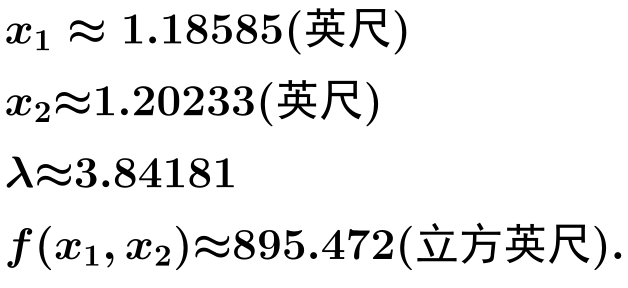 x₁ ≈ 1.18585(英尺)
x₂≈1.20233(英尺)
λ≈3.84181
f(x₁, x₂)≈895.472(立方英尺).